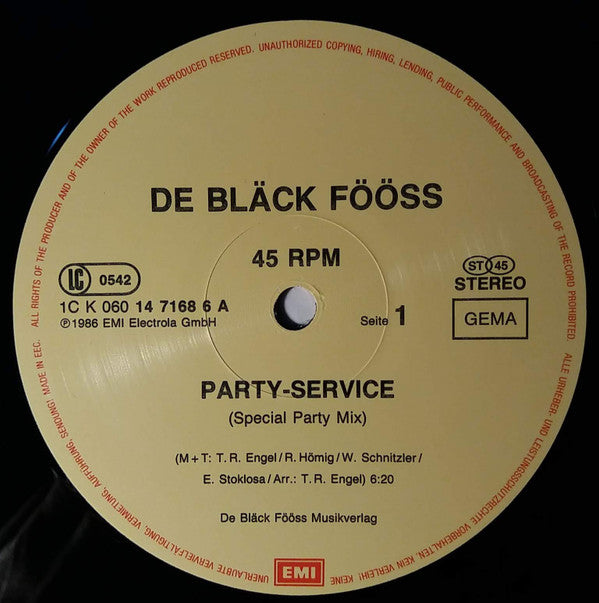 ALL RIGHTS OF THE PRODUCER AND OF THE OWNER OF THE WORK REPRODUCED RESERVED. UNAUTHORIZED COPYING, HIRING, LENDING, PUBLIC PERFORMANCE AND BROADCASTING OF THE RECORD PROHIBITED.
ALLE URHEBER- UND LEISTUNGSSCHUTZRECHTE VORBEHALTEN. KEIN VERLEIH! KEINE UNERLAUBTE VERVIELFÄLTIGUNG, VERMIETUNG, AUFFÜHRUNG, SENDUNG! MADE IN EEC.
DE BLÄCK FÖÖSS
45 RPM
LC 0542
1C K 060 14 7168 6 A
℗ 1986 EMI Electrola GmbH
ST 45
STEREO
Seite 1
GEMA
PARTY-SERVICE
(Special Party Mix)
(M + T: T. R. Engel / R. Hömig / W. Schnitzler /
E. Stoklosa / Arr.: T. R. Engel) 6:20
De Bläck Fööss Musikverlag
EMI